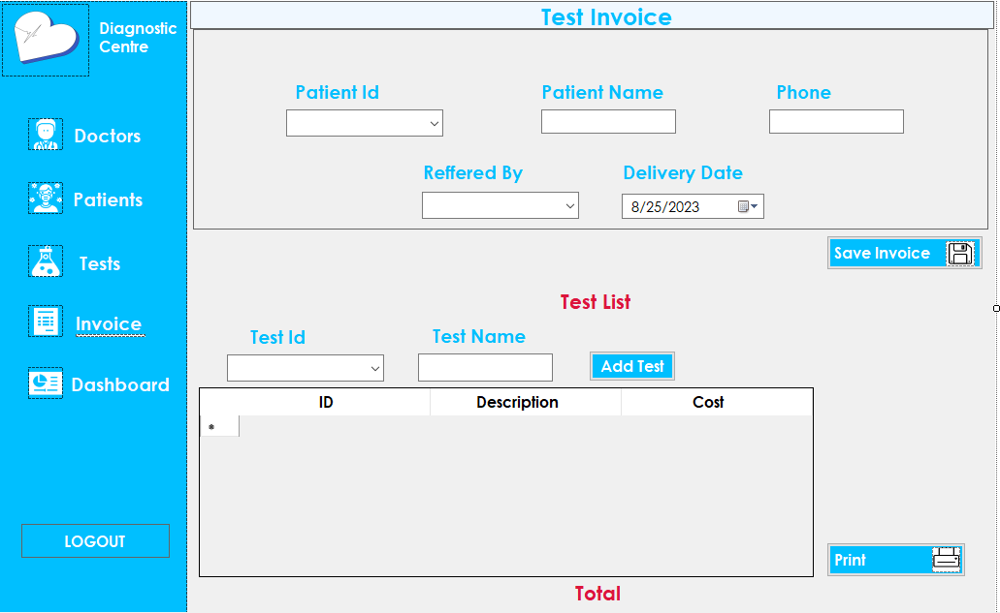 Diagnostic
Centre
Doctors
Patients
Tests
Invoice
Dashboard
LOGOUT
Test Invoice
Patient Id Patient Name Phone
Reffered By Delivery Date
8/25/2023
Save Invoice
Test List
Test Id Test Name
Add Test
ID Description Cost
*
Print
Total